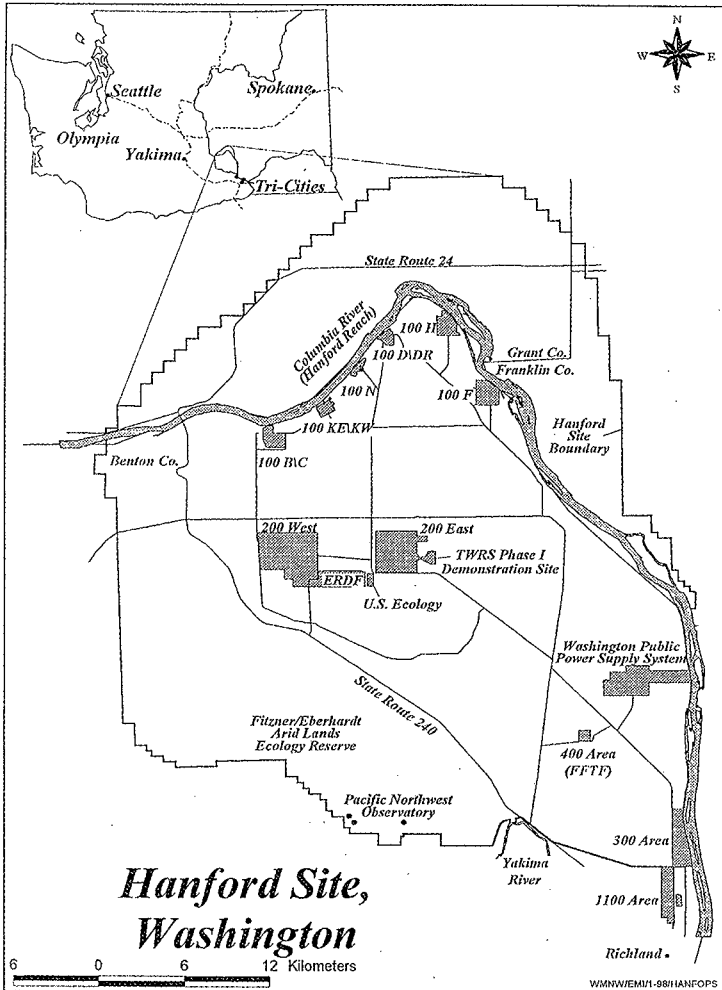 N
W E
S
Seattle
Spokane
Olympia
Yakima
Tri-Cities
State Route 24
Columbia River
(Hanford Reach)
100 H
100 D\DR
Grant Co.
Franklin Co.
100 N
100 F
100 KE\KW
Hanford
Site
Boundary
Benton Co.
100 B\C
200 West
200 East
TWRS Phase I
Demonstration Site
ERDF
U.S. Ecology
Washington Public
Power Supply System
State Route 240
Fitzner/Eberhardt
Arid Lands
Ecology Reserve
400 Area
(FFTF)
Pacific Northwest
Observatory
300 Area
Yakima
River
Hanford Site,
Washington
1100 Area
Richland
6 0 6 12 Kilometers
WMNW/EMI/1-98/HANFOPS